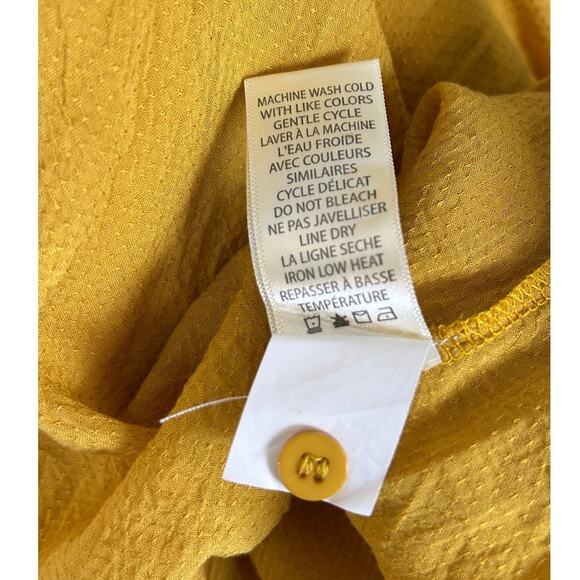 MACHINE WASH COLD
WITH LIKE COLORS
GENTLE CYCLE
LAVER À LA MACHINE
L'EAU FROIDE
AVEC COULEURS
SIMILAIRES
CYCLE DÉLICAT
DO NOT BLEACH
NE PAS JAVELLISER
LINE DRY
LA LIGNE SECHE
IRON LOW HEAT
REPASSER À BASSE
TEMPÉRATURE